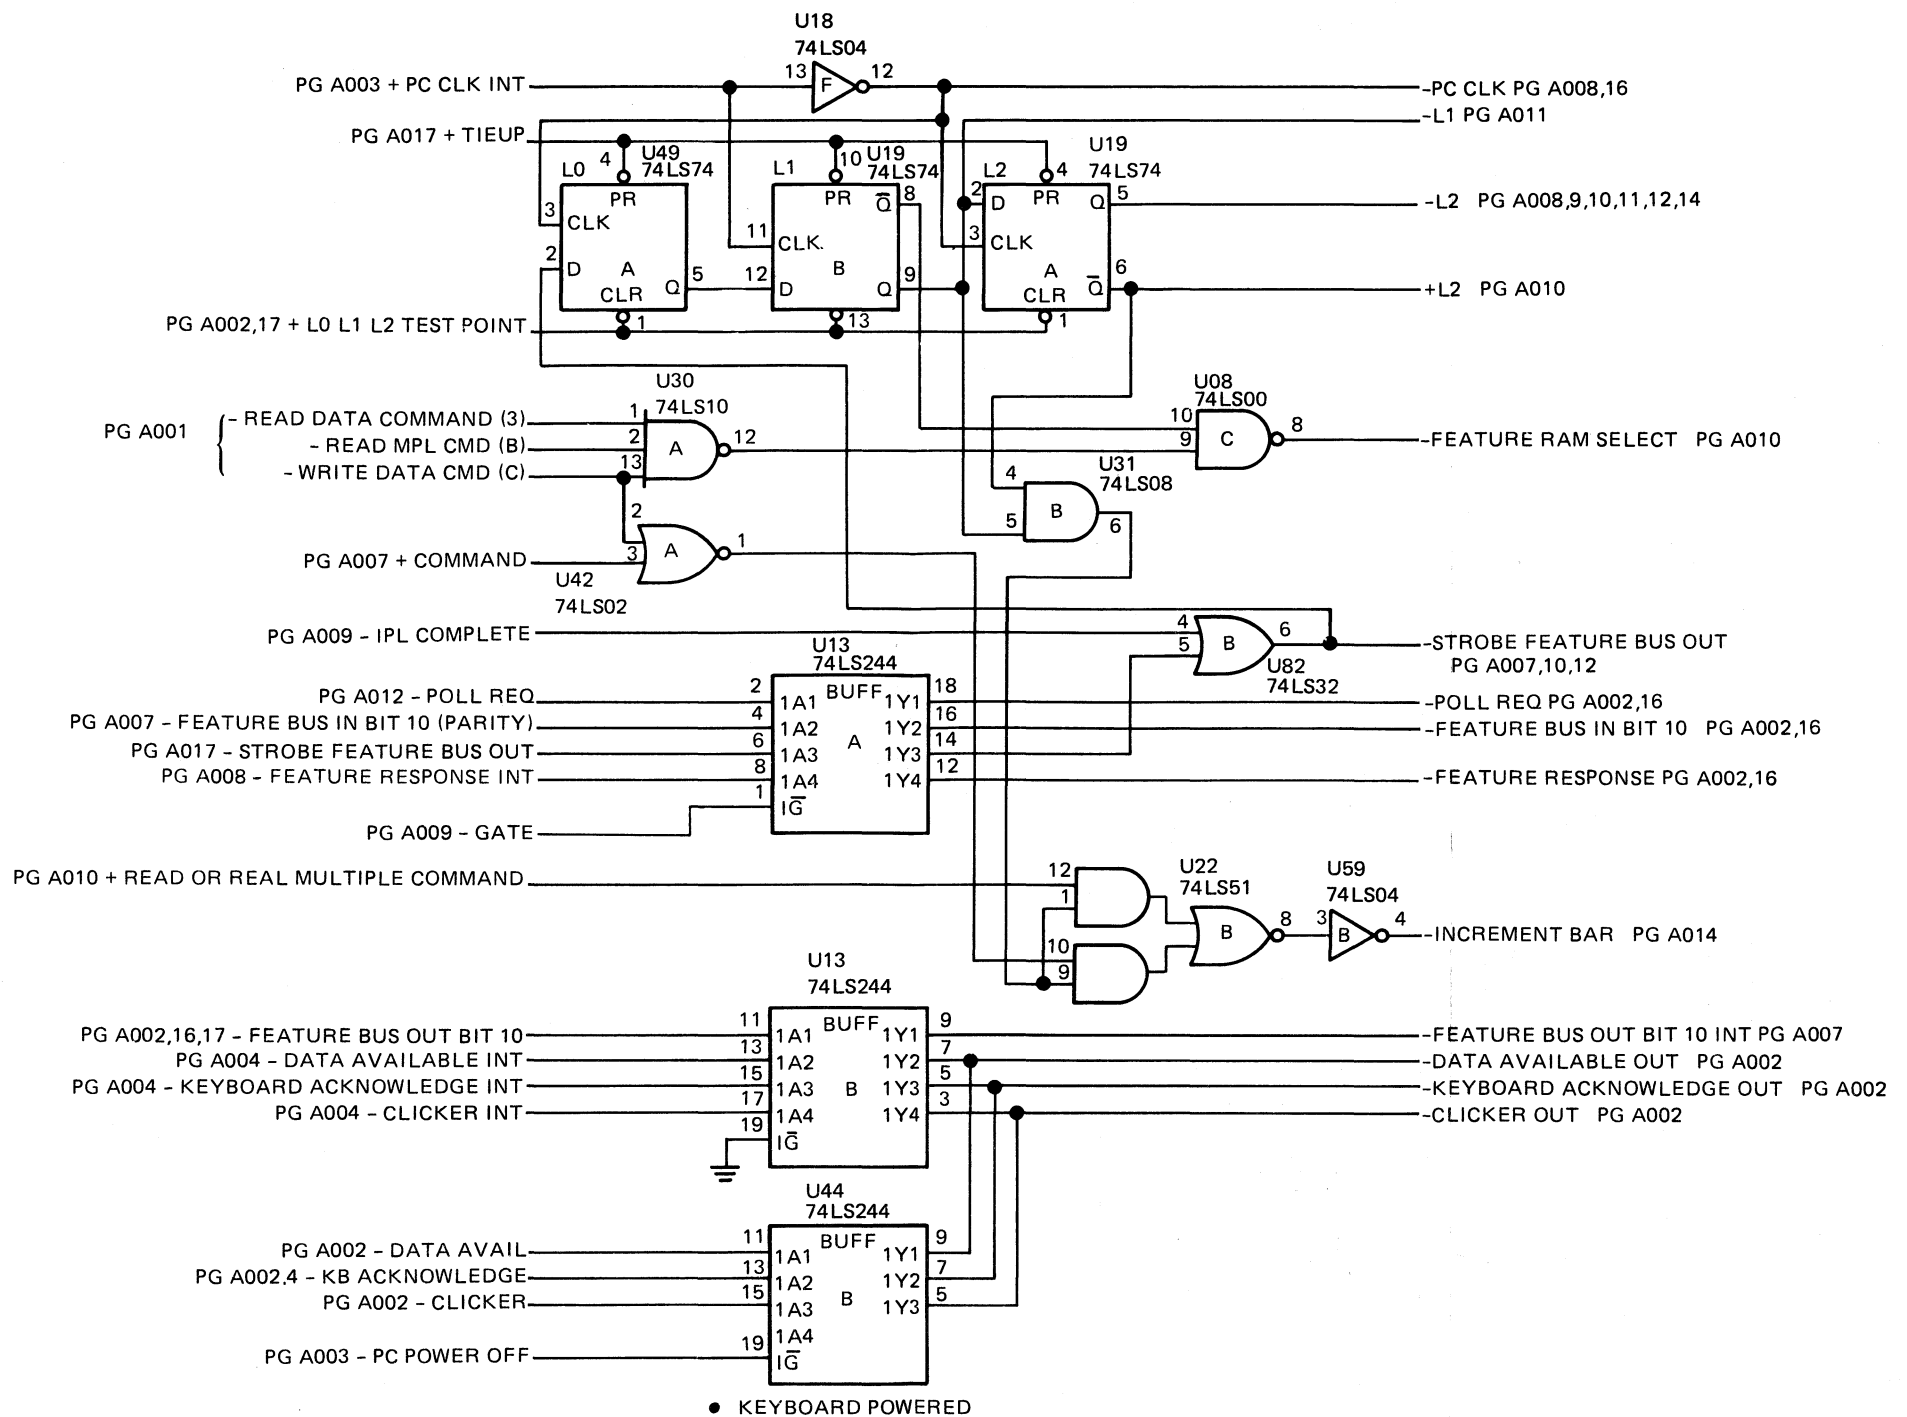 U18
74LS04
PG A003 + PC CLK INT
13
F
12
-PC CLK PG A008,16
-L1 PG A011
PG A017 + TIEUP
L0
4
U49
74LS74
PR
3
CLK
2
D
A
CLR
Q
5
1
L1
10
U19
74LS74
PR
Q̅
8
11
CLK.
B
12
D
Q
9
13
L2
4
U19
74LS74
2
D
PR
Q
5
3
CLK
A
CLR
Q̅
6
1
-L2 PG A008,9,10,11,12,14
+L2 PG A010
PG A002,17 + L0 L1 L2 TEST POINT
U30
74LS10
PG A001
- READ DATA COMMAND (3)
- READ MPL CMD (B)
- WRITE DATA CMD (C)
1
2
13
A
12
U08
74LS00
10
9
C
8
-FEATURE RAM SELECT PG A010
U31
74LS08
4
5
B
6
2
3
A
1
PG A007 + COMMAND
U42
74LS02
PG A009 - IPL COMPLETE
4
5
B
6
U82
74LS32
-STROBE FEATURE BUS OUT
PG A007,10,12
U13
74LS244
BUFF
A
PG A012 - POLL REQ
2
1A1
1Y1
18
-POLL REQ PG A002,16
PG A007 - FEATURE BUS IN BIT 10 (PARITY)
4
1A2
1Y2
16
-FEATURE BUS IN BIT 10 PG A002,16
PG A017 - STROBE FEATURE BUS OUT
6
1A3
1Y3
14
PG A008 - FEATURE RESPONSE INT
8
1A4
1Y4
12
-FEATURE RESPONSE PG A002,16
1
IG̅
PG A009 - GATE
PG A010 + READ OR REAL MULTIPLE COMMAND
12
1
10
9
U22
74LS51
B
8
U59
74LS04
3
B
4
-INCREMENT BAR PG A014
U13
74LS244
BUFF
B
PG A002,16,17 - FEATURE BUS OUT BIT 10
11
1A1
1Y1
9
-FEATURE BUS OUT BIT 10 INT PG A007
PG A004 - DATA AVAILABLE INT
13
1A2
1Y2
7
-DATA AVAILABLE OUT PG A002
PG A004 - KEYBOARD ACKNOWLEDGE INT
15
1A3
1Y3
5
-KEYBOARD ACKNOWLEDGE OUT PG A002
PG A004 - CLICKER INT
17
1A4
1Y4
3
-CLICKER OUT PG A002
19
IG̅
U44
74LS244
BUFF
B
PG A002 - DATA AVAIL
11
1A1
1Y1
9
PG A002.4 - KB ACKNOWLEDGE
13
1A2
1Y2
7
PG A002 - CLICKER
15
1A3
1Y3
5
1A4
PG A003 - PC POWER OFF
19
IG̅
● KEYBOARD POWERED